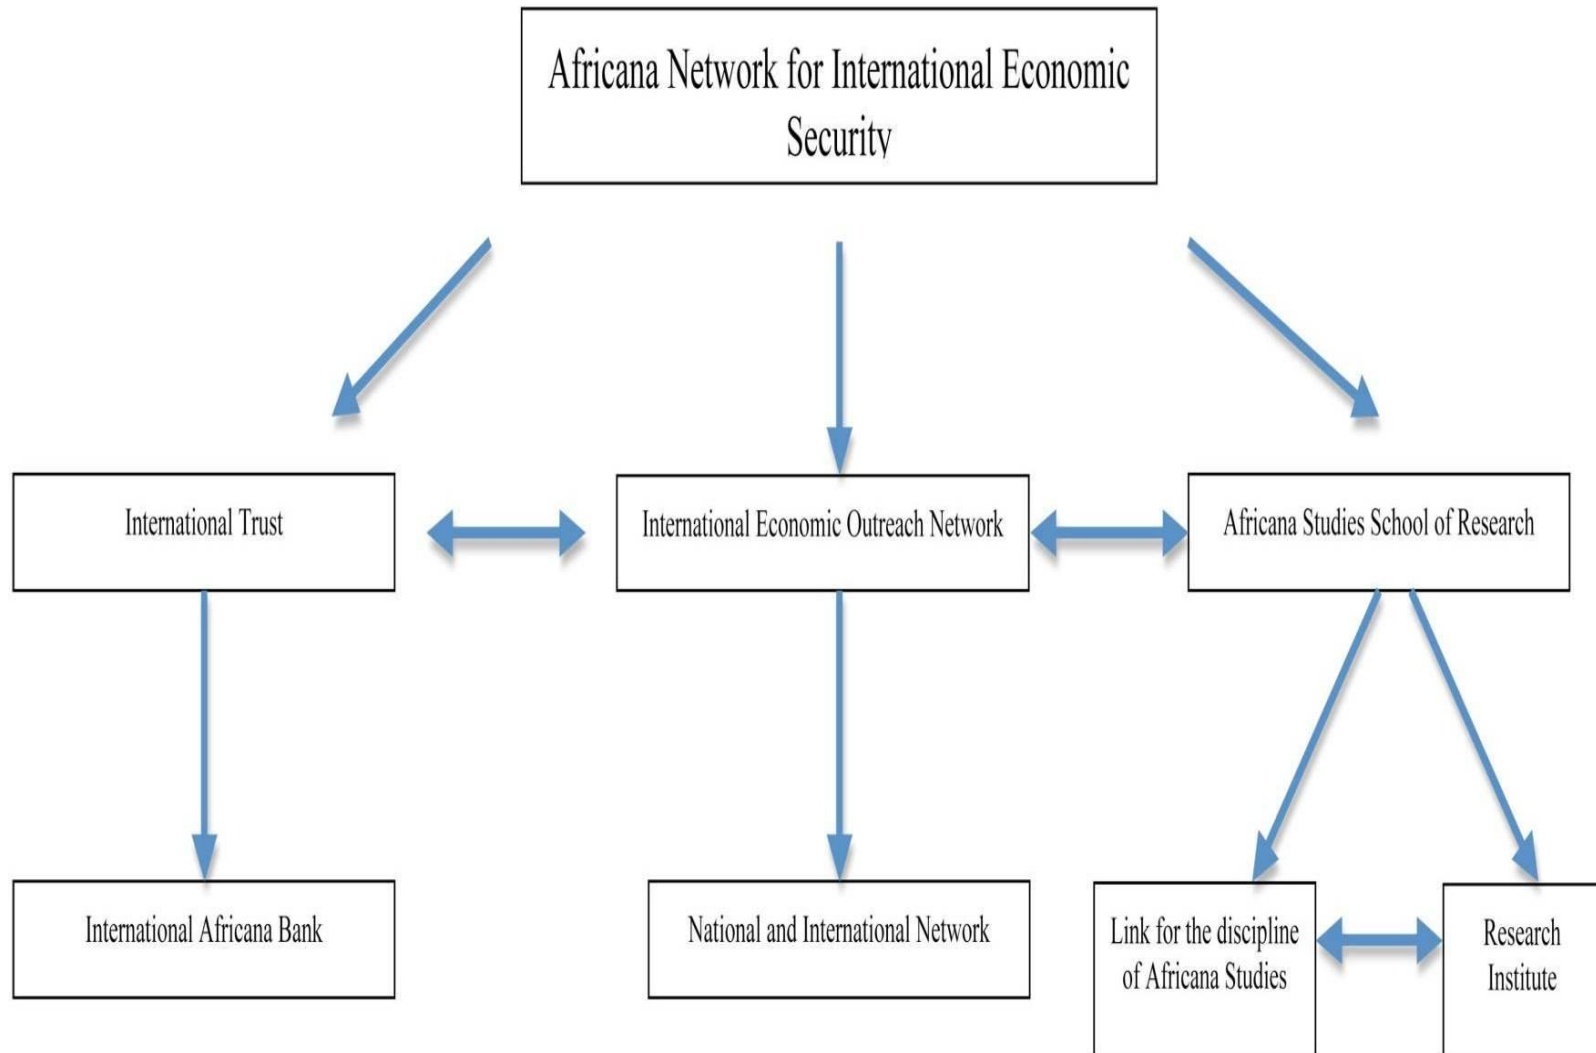 Africana Network for International Economic
Security
International Trust
International Economic Outreach Network
Africana Studies School of Research
International Africana Bank
National and International Network
Link for the discipline
of Africana Studies
Research
Institute